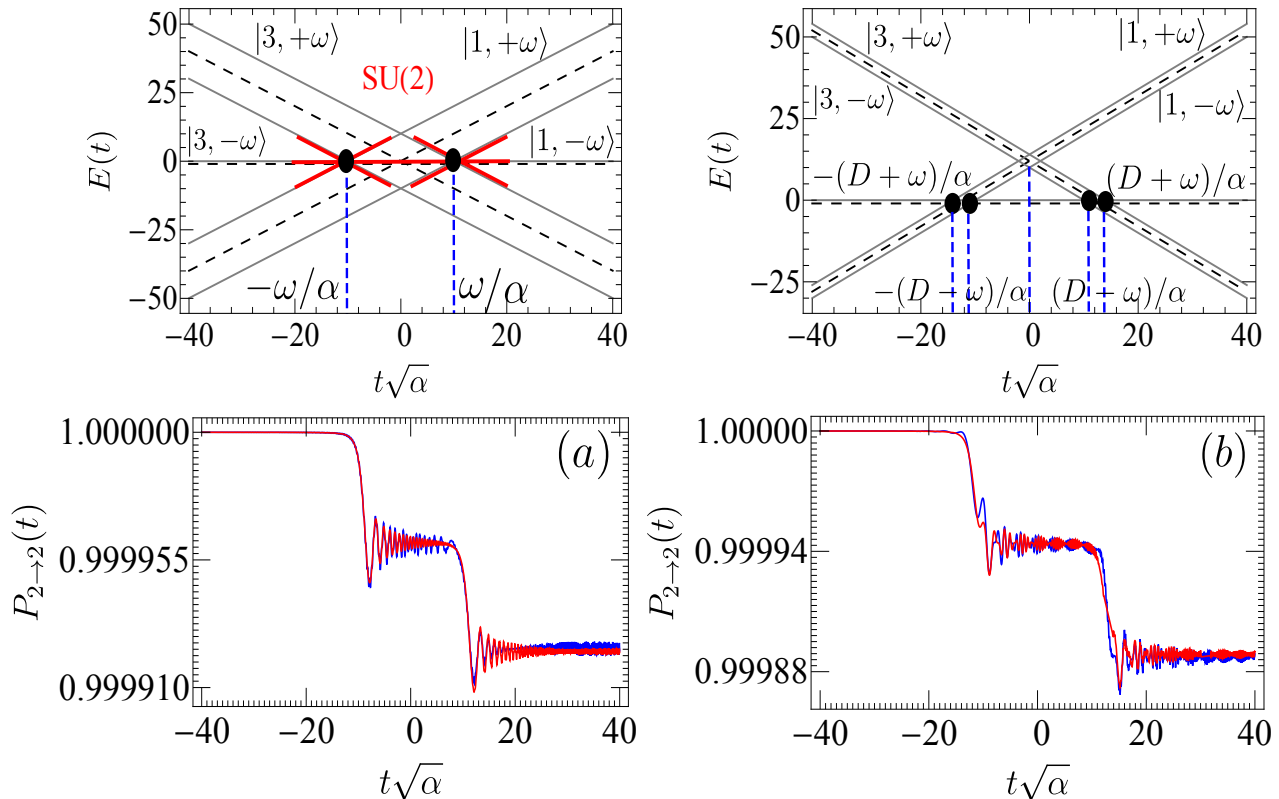 50
25
0
−25
−50
E(t)
|3, +ω⟩
|1, +ω⟩
SU(2)
|3, −ω⟩
|1, −ω⟩
−ω/α
ω/α
−40
−20
0
20
40
t√α
50
25
0
−25
E(t)
|3, +ω⟩
|1, +ω⟩
|3, −ω⟩
|1, −ω⟩
−(D + ω)/α
(D + ω)/α
−(D − ω)/α
(D − ω)/α
−40
−20
0
20
40
t√α
1.000000
0.999955
0.999910
P2→2(t)
(a)
−40
−20
0
20
40
t√α
1.00000
0.99994
0.99988
P2→2(t)
(b)
−40
−20
0
20
40
t√α